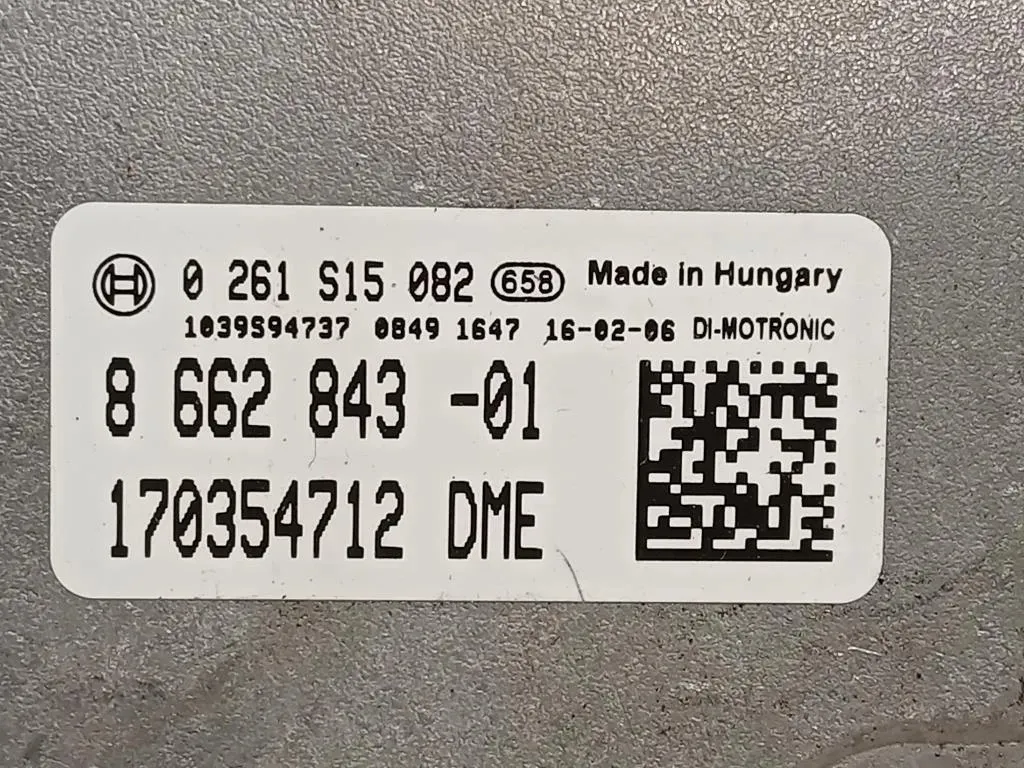 0 261 S15 082 658 Made in Hungary
1039S94737 0849 1647 16-02-06 DI-MOTRONIC
8 662 843 -01
170354712 DME